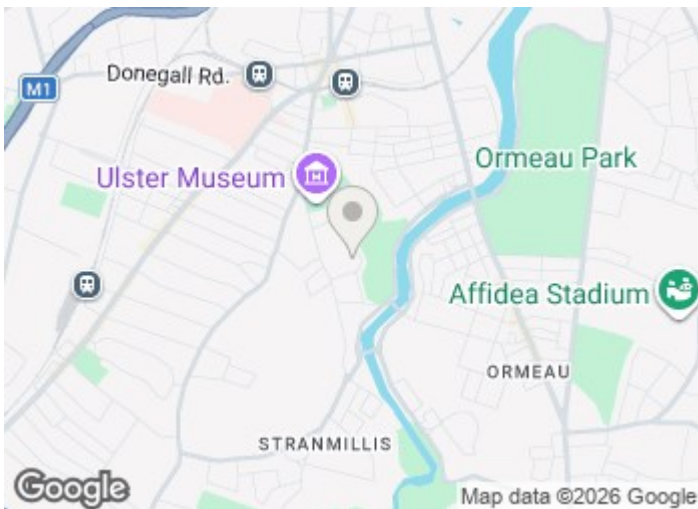 Donegall Rd.
M1
Ormeau Park
Ulster Museum
Affidea Stadium
ORMEAU
STRANMILLIS
Google
Map data ©2026 Google